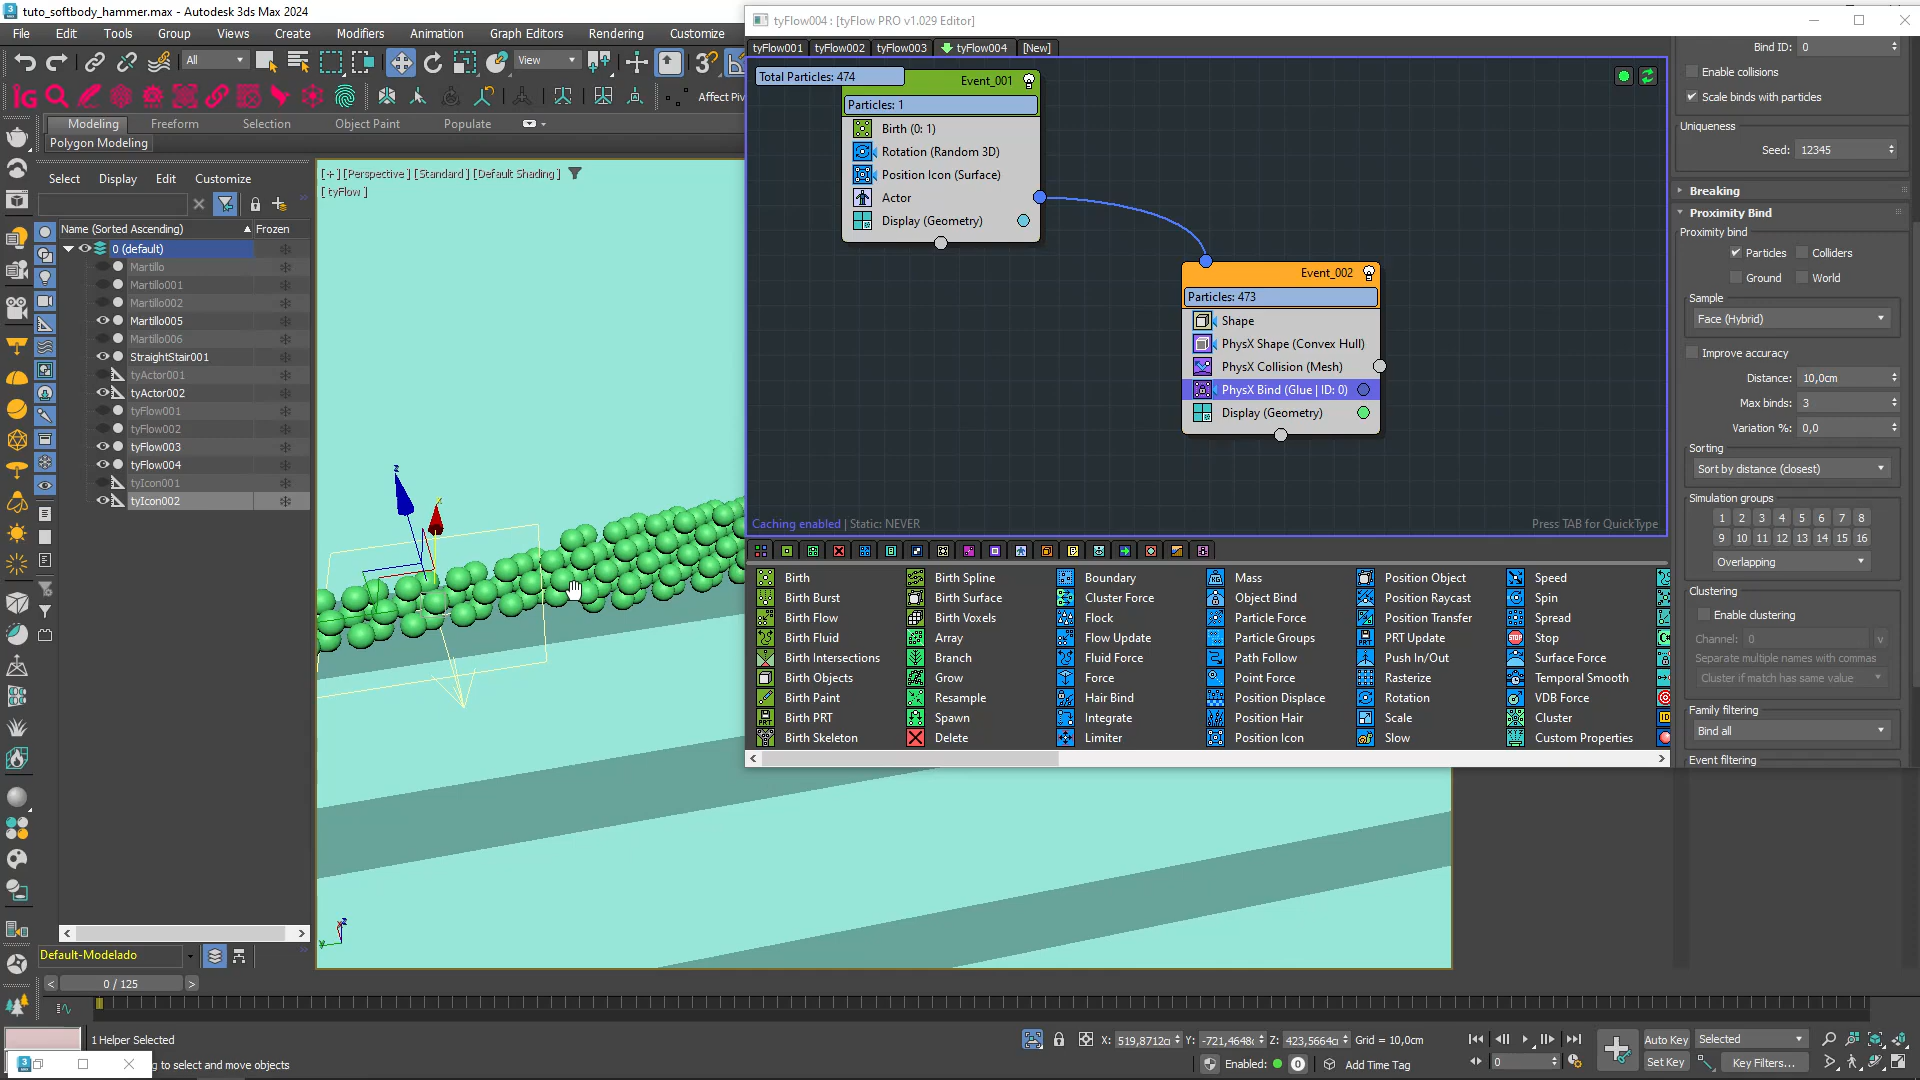 tuto_softbody_hammer.max - Autodesk 3ds Max 2024
File Edit Tools Group Views Create Modifiers Animation Graph Editors Rendering Customize
All View Affect Piv
Modeling Freeform Selection Object Paint Populate
Polygon Modeling
Select Display Edit Customize
Name (Sorted Ascending) Frozen
0 (default)
Martillo
Martillo001
Martillo002
Martillo005
Martillo006
StraightStair001
tyActor001
tyActor002
tyFlow001
tyFlow002
tyFlow003
tyFlow004
tyIcon001
tyIcon002
Default-Modelado
[+] [Perspective ] [Standard ] [Default Shading ]
[ tyFlow ]
tyFlow004 : [tyFlow PRO v1.029 Editor]
tyFlow001 tyFlow002 tyFlow003 tyFlow004 [New]
Total Particles: 474
Event_001
Particles: 1
Birth (0: 1)
Rotation (Random 3D)
Position Icon (Surface)
Actor
Display (Geometry)
Event_002
Particles: 473
Shape
PhysX Shape (Convex Hull)
PhysX Collision (Mesh)
PhysX Bind (Glue | ID: 0)
Display (Geometry)
Caching enabled | Static: NEVER
Press TAB for QuickType
Birth Birth Spline Boundary Mass Position Object Speed
Birth Burst Birth Surface Cluster Force Object Bind Position Raycast Spin
Birth Flow Birth Voxels Flock Particle Force Position Transfer Spread
Birth Fluid Array Flow Update Particle Groups PRT Update Stop
Birth Intersections Branch Fluid Force Path Follow Push In/Out Surface Force
Birth Objects Grow Force Point Force Rasterize Temporal Smooth
Birth Paint Resample Hair Bind Position Displace Rotation VDB Force
Birth PRT Spawn Integrate Position Hair Scale Cluster
Birth Skeleton Delete Limiter Position Icon Slow Custom Properties
Bind ID: 0
Enable collisions
Scale binds with particles
Uniqueness
Seed: 12345
Breaking
Proximity Bind
Proximity bind
Particles Colliders
Ground World
Sample
Face (Hybrid)
Improve accuracy
Distance: 10,0cm
Max binds: 3
Variation %: 0,0
Sorting
Sort by distance (closest)
Simulation groups
1 2 3 4 5 6 7 8
9 10 11 12 13 14 15 16
Overlapping
Clustering
Enable clustering
Channel: 0 v
Separate multiple names with commas
Cluster if match has same value
Family filtering
Bind all
Event filtering
0 / 125
1 Helper Selected
g to select and move objects
X: 519,8712c Y: -721,4648c Z: 423,5664c Grid = 10,0cm
Enabled: 0 Add Time Tag
0
Auto Key Selected
Set Key Key Filters...